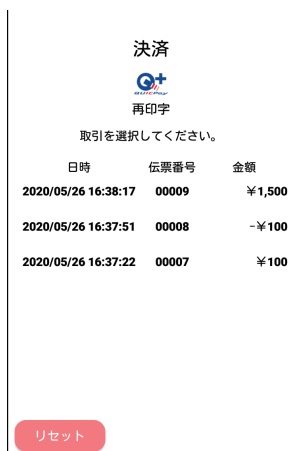 決済
Q+
QUICPay
再印字
取引を選択してください。
日時 伝票番号 金額
2020/05/26 16:38:17 00009 ￥1,500
2020/05/26 16:37:51 00008 -￥100
2020/05/26 16:37:22 00007 ￥100
リセット